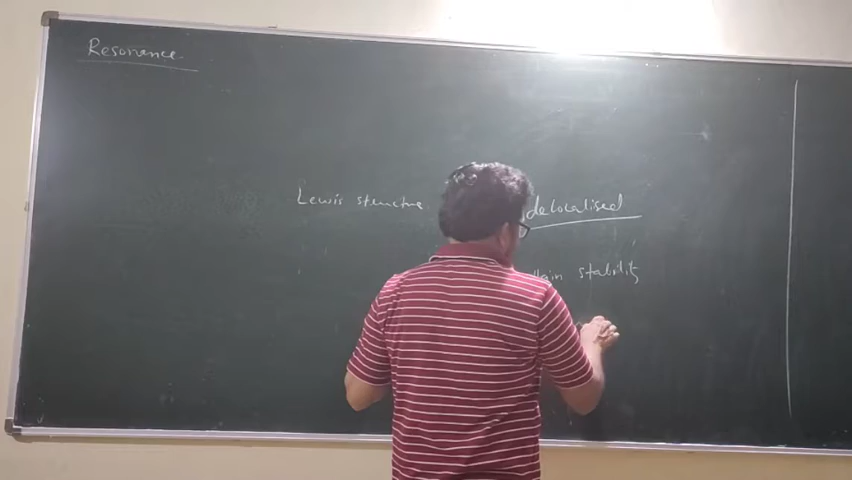 Resonance.
Lewis structure. delocalised
stability